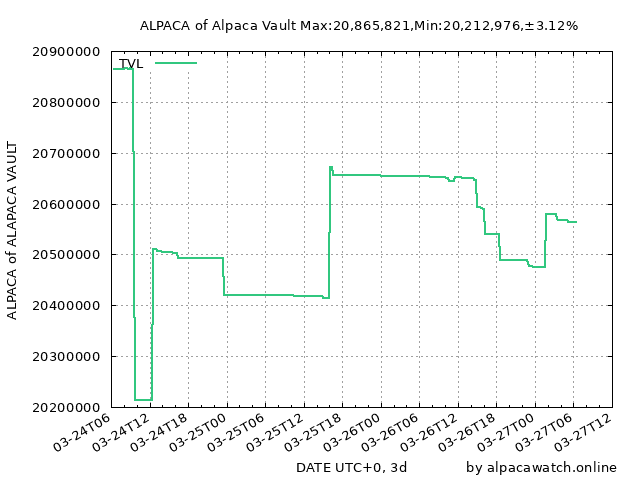 ALPACA of Alpaca Vault Max:20,865,821,Min:20,212,976,±3.12%
TVL
20900000
20800000
20700000
20600000
20500000
20400000
20300000
20200000
ALPACA of ALAPACA VAULT
03-24T06
03-24T12
03-24T18
03-25T00
03-25T06
03-25T12
03-25T18
03-26T00
03-26T06
03-26T12
03-26T18
03-27T00
03-27T06
03-27T12
DATE UTC+0, 3d
by alpacawatch.online